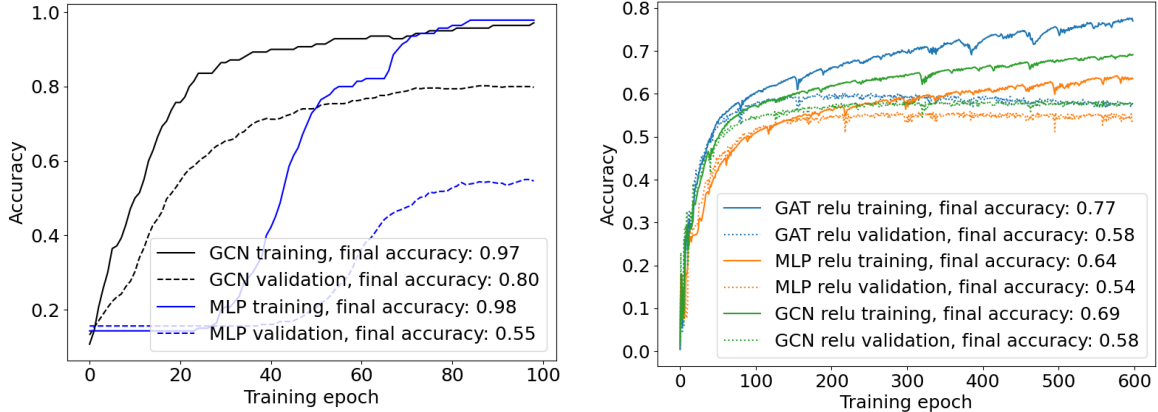 1.0
0.8
0.6
0.4
0.2
Accuracy
GCN training, final accuracy: 0.97
GCN validation, final accuracy: 0.80
MLP training, final accuracy: 0.98
MLP validation, final accuracy: 0.55
0 20 40 60 80 100
Training epoch
0.8
0.7
0.6
0.5
0.4
0.3
0.2
0.1
0.0
Accuracy
GAT relu training, final accuracy: 0.77
GAT relu validation, final accuracy: 0.58
MLP relu training, final accuracy: 0.64
MLP relu validation, final accuracy: 0.54
GCN relu training, final accuracy: 0.69
GCN relu validation, final accuracy: 0.58
0 100 200 300 400 500 600
Training epoch